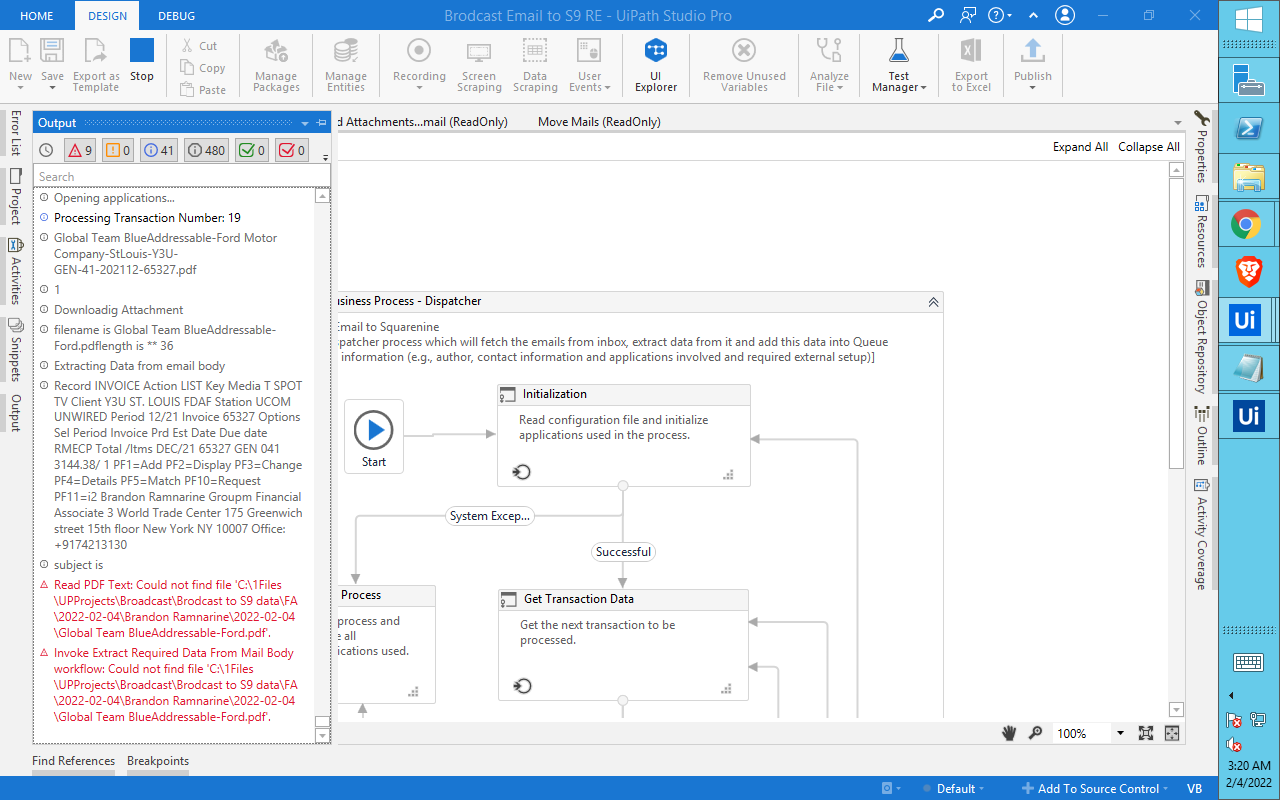 HOME
DESIGN
DEBUG
Brodcast Email to S9 RE - UiPath Studio Pro
New
Save
Export as
Template
Stop
Cut
Copy
Paste
Manage
Packages
Manage
Entities
Recording
Screen
Scraping
Data
Scraping
User
Events
UI
Explorer
Remove Unused
Variables
Analyze
File
Test
Manager
Export
to Excel
Publish
Error List
Project
Activities
Snippets
Output
Output
9
0
41
480
0
0
Search
Opening applications...
Processing Transaction Number: 19
Global Team BlueAddressable-Ford Motor
Company-StLouis-Y3U-
GEN-41-202112-65327.pdf
1
Downloadig Attachment
filename is Global Team BlueAddressable-
Ford.pdflength is ** 36
Extracting Data from email body
Record INVOICE Action LIST Key Media T SPOT
TV Client Y3U ST. LOUIS FDAF Station UCOM
UNWIRED Period 12/21 Invoice 65327 Options
Sel Period Invoice Prd Est Date Due date
RMECP Total /Itms DEC/21 65327 GEN 041
3144.38/ 1 PF1=Add PF2=Display PF3=Change
PF4=Details PF5=Match PF10=Request
PF11=i2 Brandon Ramnarine Groupm Financial
Associate 3 World Trade Center 175 Greenwich
street 15th floor New York NY 10007 Office:
+9174213130
subject is
Read PDF Text: Could not find file 'C:\1Files
\UPProjects\Broadcast\Brodcast to S9 data\FA
\2022-02-04\Brandon Ramnarine\2022-02-04
\Global Team BlueAddressable-Ford.pdf'.
Invoke Extract Required Data From Mail Body
workflow: Could not find file 'C:\1Files
\UPProjects\Broadcast\Brodcast to S9 data\FA
\2022-02-04\Brandon Ramnarine\2022-02-04
\Global Team BlueAddressable-Ford.pdf'.
d Attachments...mail (ReadOnly)
Move Mails (ReadOnly)
Expand All
Collapse All
usiness Process - Dispatcher
Email to Squarenine
patcher process which will fetch the emails from inbox, extract data from it and add this data into Queue
information (e.g., author, contact information and applications involved and required external setup)]
Start
Initialization
Read configuration file and initialize
applications used in the process.
System Excep...
Successful
Process
process and
e all
ications used.
Get Transaction Data
Get the next transaction to be
processed.
100%
Properties
Resources
Object Repository
Outline
Activity Coverage
Find References
Breakpoints
Default
Add To Source Control
VB
Ui
Ui
3:20 AM
2/4/2022